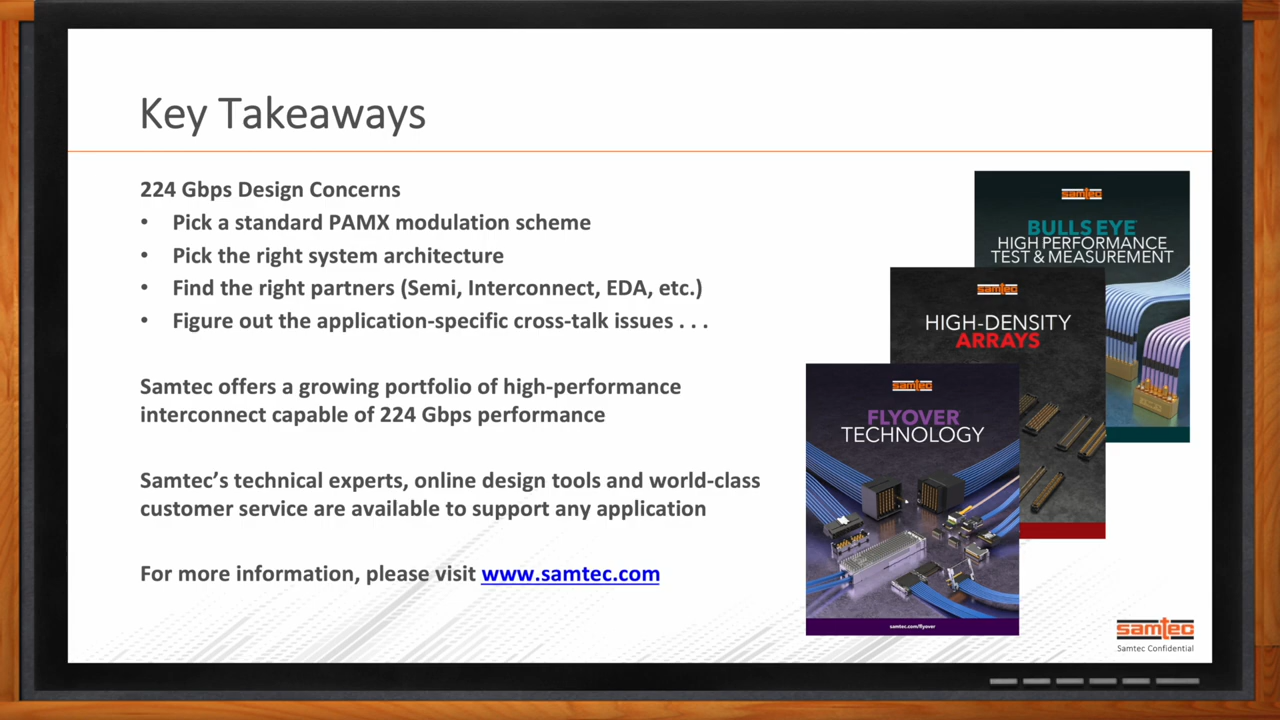 Key Takeaways
224 Gbps Design Concerns
• Pick a standard PAMX modulation scheme
• Pick the right system architecture
• Find the right partners (Semi, Interconnect, EDA, etc.)
• Figure out the application-specific cross-talk issues . . .
Samtec offers a growing portfolio of high-performance
interconnect capable of 224 Gbps performance
Samtec’s technical experts, online design tools and world-class
customer service are available to support any application
For more information, please visit www.samtec.com
samtec
BULLS EYE
HIGH PERFORMANCE
TEST & MEASUREMENT
samtec
HIGH-DENSITY
ARRAYS
samtec
FLYOVER
TECHNOLOGY
samtec.com/flyover
samtec
Samtec Confidential